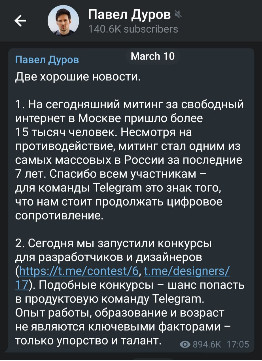 Павел Дуров
140.6K subscribers
March 10
Павел Дуров
Две хорошие новости.
1. На сегодняшний митинг за свободный
интернет в Москве пришло более
15 тысяч человек. Несмотря на
противодействие, митинг стал одним из
самых массовых в России за последние
7 лет. Спасибо всем участникам –
для команды Telegram это знак того,
что нам стоит продолжать цифровое
сопротивление.
2. Сегодня мы запустили конкурсы
для разработчиков и дизайнеров
(https://t.me/contest/6, t.me/designers/
17). Подобные конкурсы – шанс попасть
в продуктовую команду Telegram.
Опыт работы, образование и возраст
не являются ключевыми факторами –
только упорство и талант.
894.6K 17:05